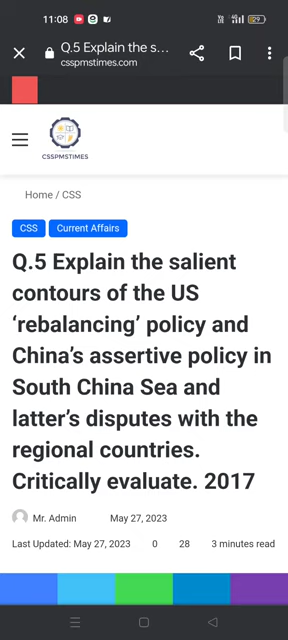 11:08
29
Q.5 Explain the s...
csspmstimes.com
CSSPMSTIMES
Home / CSS
CSS
Current Affairs
Q.5 Explain the salient
contours of the US
‘rebalancing’ policy and
China’s assertive policy in
South China Sea and
latter’s disputes with the
regional countries.
Critically evaluate. 2017
Mr. Admin May 27, 2023
Last Updated: May 27, 2023 0 28 3 minutes read